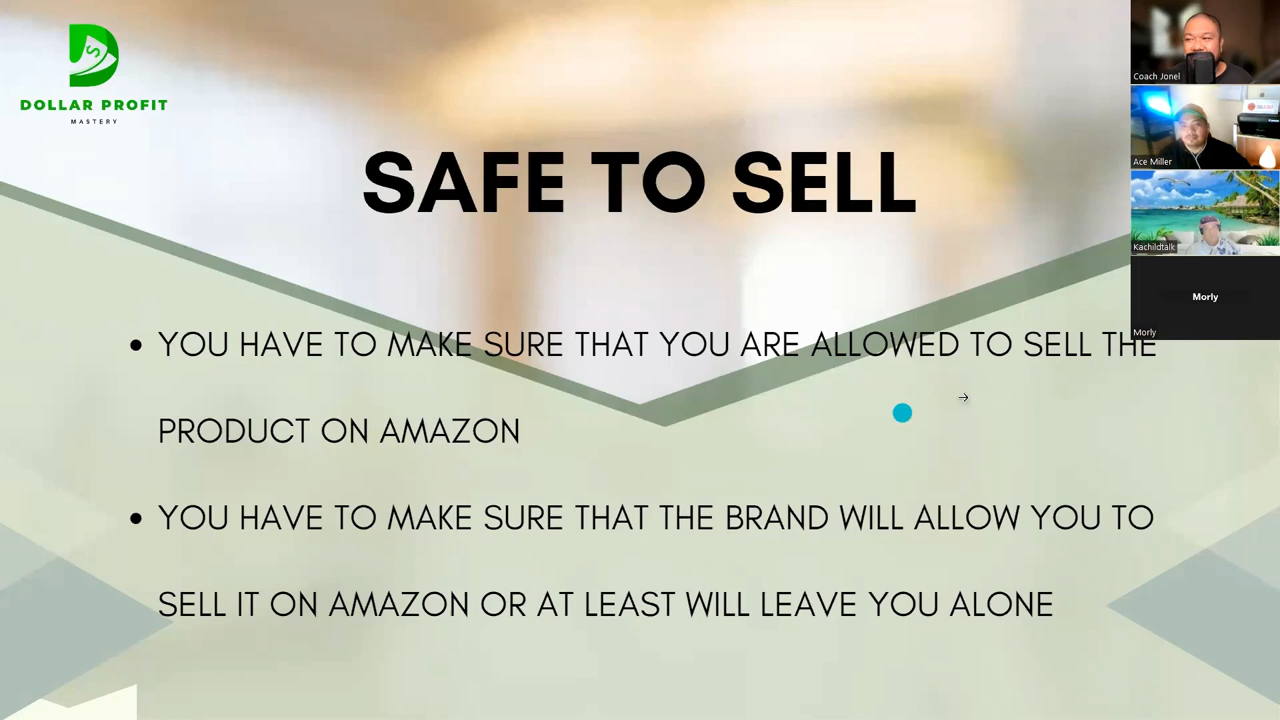 DOLLAR PROFIT
MASTERY
SAFE TO SELL
• YOU HAVE TO MAKE SURE THAT YOU ARE ALLOWED TO SELL THE
PRODUCT ON AMAZON
• YOU HAVE TO MAKE SURE THAT THE BRAND WILL ALLOW YOU TO
SELL IT ON AMAZON OR AT LEAST WILL LEAVE YOU ALONE
Coach Jonel
Ace Miller
Kachildtalk
Morly
Morly